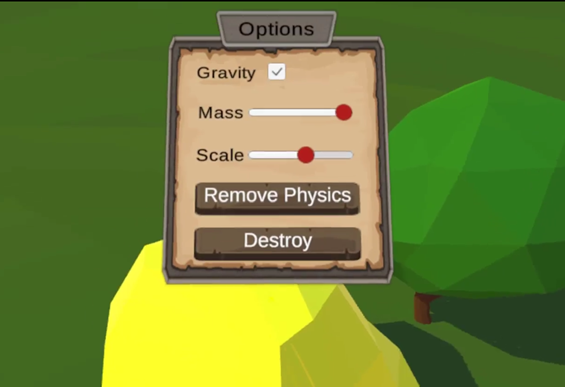 Options
Gravity
Mass
Scale
Remove Physics
Destroy